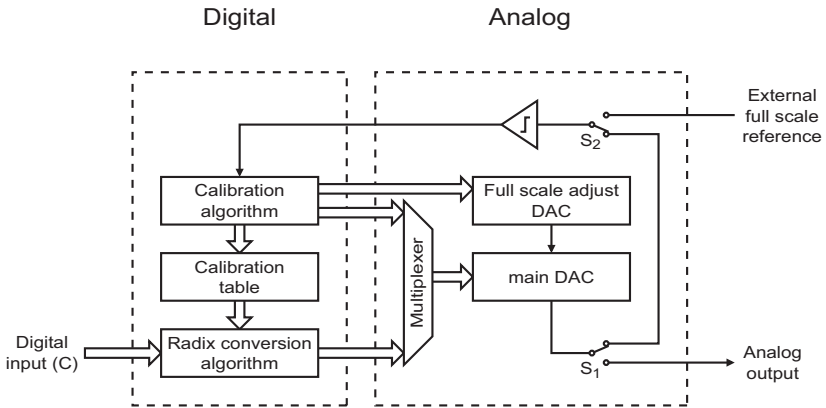 Digital
Analog
External
full scale
reference
S2
Calibration
algorithm
Full scale adjust
DAC
Calibration
table
Multiplexer
main DAC
Digital
input (C)
Radix conversion
algorithm
S1
Analog
output